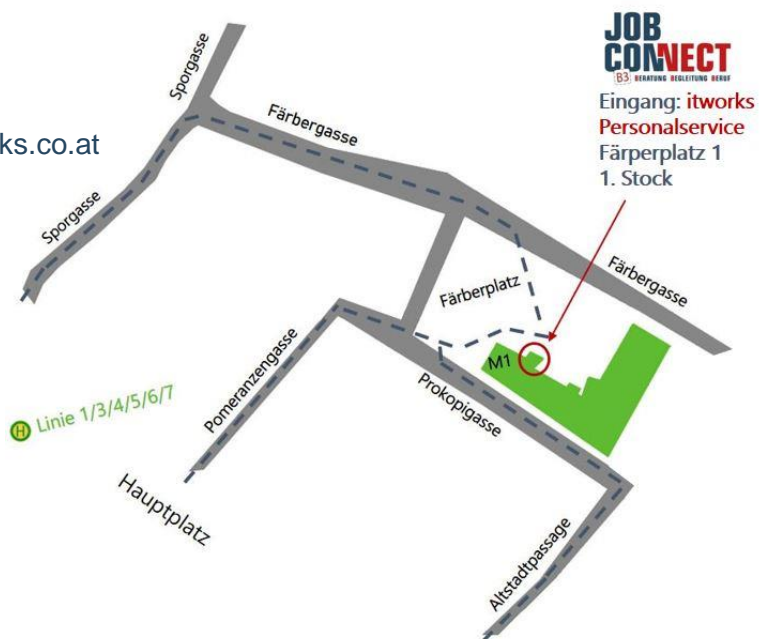 JOB
CONNECT
B3 BERATUNG BEGLEITUNG BERUF
Eingang: itworks
Personalservice
Färperplatz 1
1. Stock
ks.co.at
Sporgasse
Färbergasse
Sporgasse
Färbergasse
Färberplatz
M1
Pomeranzengasse
Prokopigasse
H Linie 1/3/4/5/6/7
Hauptplatz
Altstadtpassage